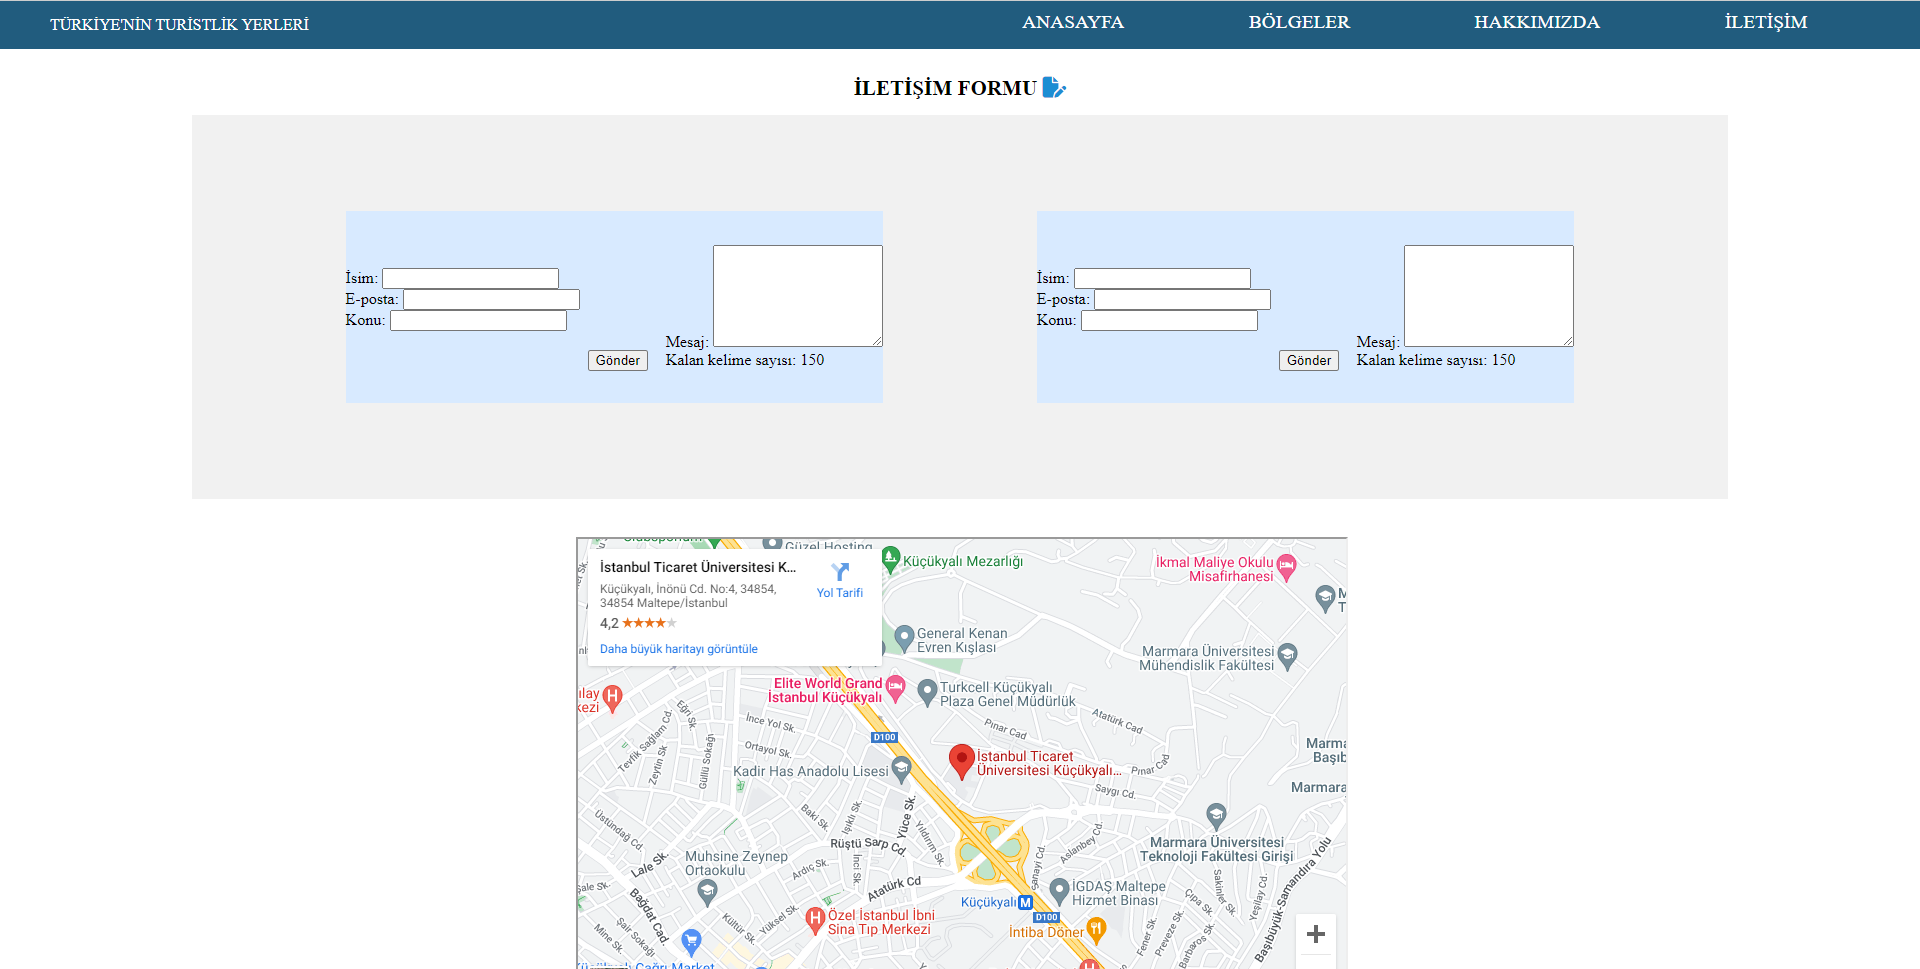 TÜRKİYE'NİN TURİSTLİK YERLERİ
ANASAYFA
BÖLGELER
HAKKIMIZDA
İLETİŞİM
İLETİŞİM FORMU
İsim:
E-posta:
Konu:
Mesaj:
Gönder
Kalan kelime sayısı: 150
İsim:
E-posta:
Konu:
Mesaj:
Gönder
Kalan kelime sayısı: 150
Güzel Hosting
İstanbul Ticaret Üniversitesi K...
Küçükyalı, İnönü Cd. No:4, 34854,
34854 Maltepe/İstanbul
4,2
Daha büyük haritayı görüntüle
Yol Tarifi
Küçükyalı Mezarlığı
İkmal Maliye Okulu
Misafirhanesi
General Kenan
Evren Kışlası
Marmara Üniversitesi
Mühendislik Fakültesi
Elite World Grand
İstanbul Küçükyalı
Turkcell Küçükyalı
Plaza Genel Müdürlük
Eğri Sk.
Tevfik Sağlam Cd.
Zeytin Sk.
Güllü Sokağı
İnce Yol Sk.
Ortayol Sk.
D100
Atatürk Cad
Pınar Cad
Kadir Has Anadolu Lisesi
İstanbul Ticaret
Üniversitesi Küçükyalı...
Pınar Cad
Saygı Cd.
Marmara
Üstündağ Cd.
Baki Sk.
Işıklı Sk.
Yüce Sk.
Yıldırım Sk.
Rüştü Sarp Cd.
Lale Sk.
Muhsine Zeynep
Ortaokulu
Ardıç Sk.
İnci Sk.
Atatürk Cd
Sanayi Cd.
Aslanbey Cd.
Marmara Üniversitesi
Teknoloji Fakültesi Girişi
Şale Sk.
Bağdat Cad.
Şair Sokağı
Mine Sk.
Kültür Sk.
Yüksel Sk.
Özel İstanbul İbni
Sina Tıp Merkezi
Küçükyalı M
D100
İGDAŞ Maltepe
Hizmet Binası
İntiba Döner
Fener Sk.
Preveze Sk.
Barbaros Sk.
Çıpa Sk.
Sakinler Sk.
Yeşilay Cd.
Başıbüyük-Samandıra Yolu